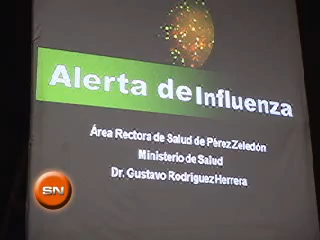 Alerta de Influenza
Área Rectora de Salud de Pérez Zeledón
Ministerio de Salud
Dr. Gustavo Rodriguez Herrera
SN